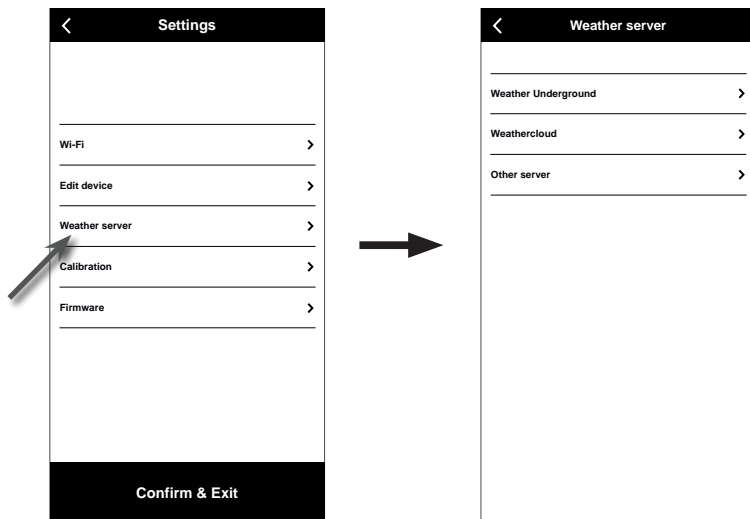 Settings
Wi-Fi
Edit device
Weather server
Calibration
Firmware
Confirm & Exit
Weather server
Weather Underground
Weathercloud
Other server